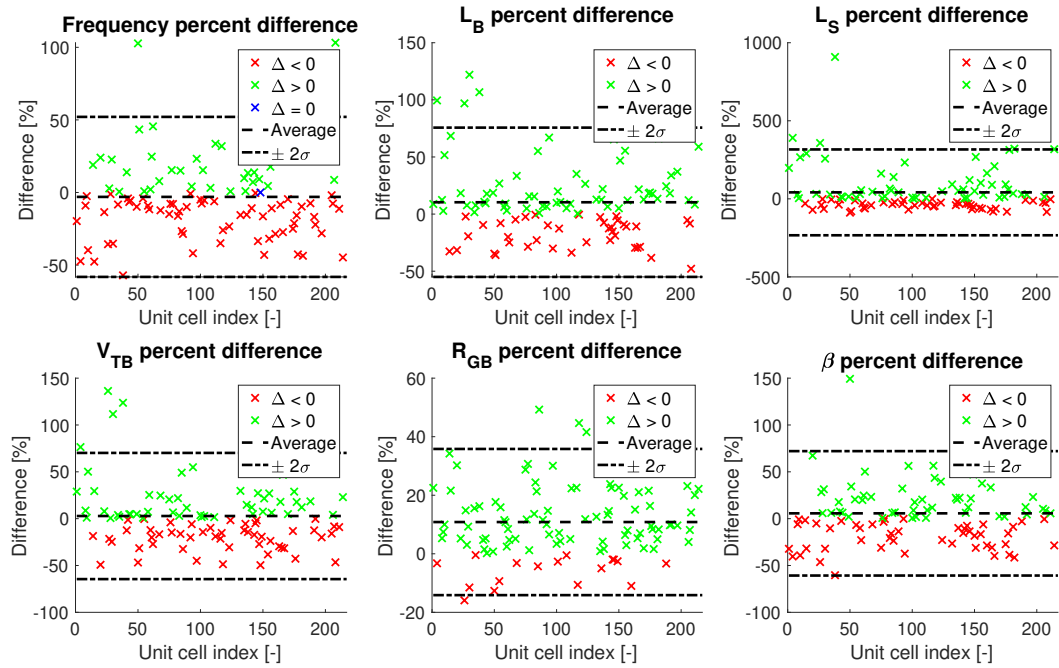 Frequency percent difference
Difference [%]
100
50
0
-50
0
50
100
150
200
Unit cell index [-]
Δ < 0
Δ > 0
Δ = 0
Average
± 2σ
L_B percent difference
Difference [%]
150
100
50
0
-50
0
50
100
150
200
Unit cell index [-]
Δ < 0
Δ > 0
Average
± 2σ
L_S percent difference
Difference [%]
1000
500
0
-500
0
50
100
150
200
Unit cell index [-]
Δ < 0
Δ > 0
Average
± 2σ
V_TB percent difference
Difference [%]
150
100
50
0
-50
-100
0
50
100
150
200
Unit cell index [-]
Δ < 0
Δ > 0
Average
± 2σ
R_GB percent difference
Difference [%]
60
40
20
0
-20
0
50
100
150
200
Unit cell index [-]
Δ < 0
Δ > 0
Average
± 2σ
β percent difference
Difference [%]
150
100
50
0
-50
-100
0
50
100
150
200
Unit cell index [-]
Δ < 0
Δ > 0
Average
± 2σ